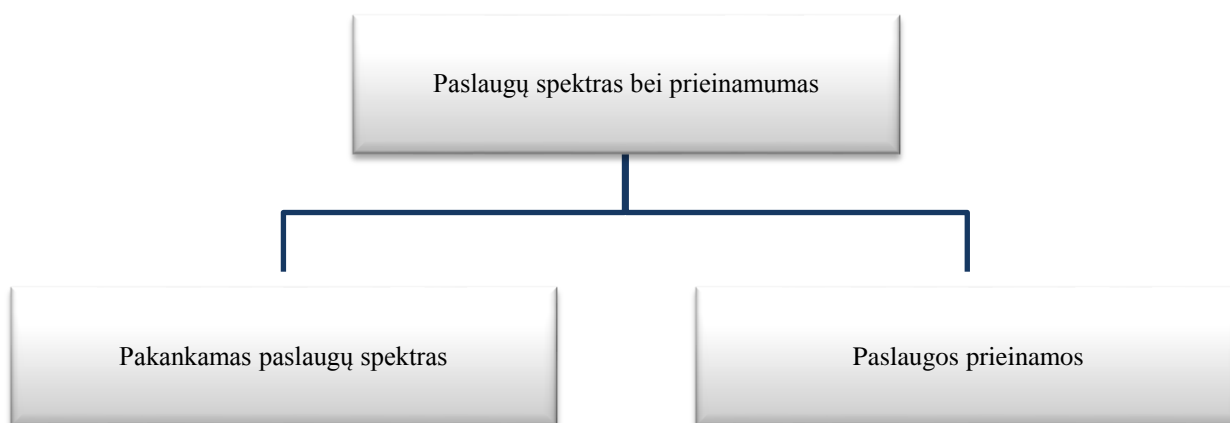 Paslaugų spektras bei prieinamumas
Pakankamas paslaugų spektras
Paslaugos prieinamos